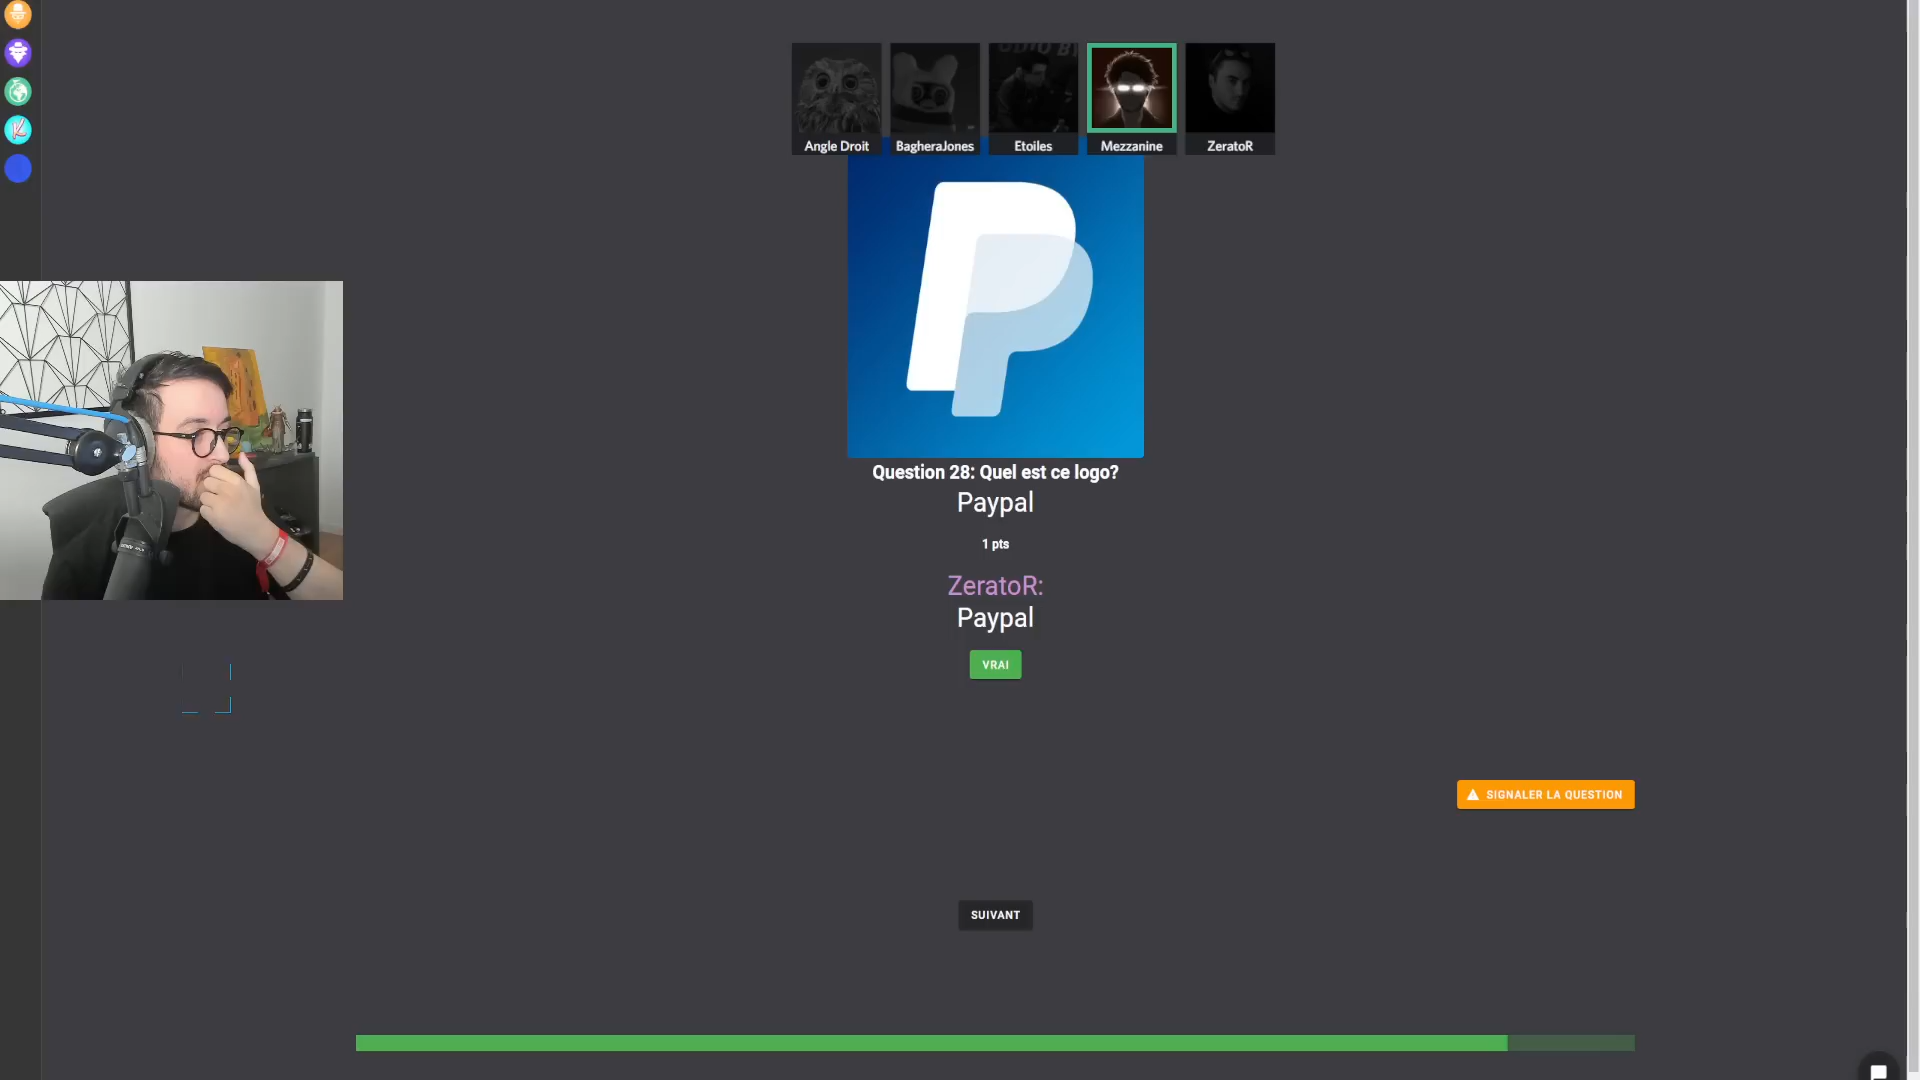 Angle Droit
BagheraJones
Etoiles
Mezzanine
ZeratoR
Question 28: Quel est ce logo?
Paypal
1 pts
ZeratoR:
Paypal
VRAI
SIGNALER LA QUESTION
SUIVANT